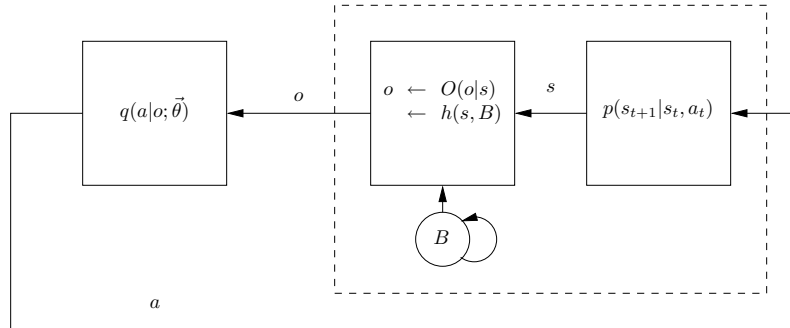 q(a|o; θ⃗)
o
o ← O(o|s)
← h(s, B)
s
p(s_{t+1}|s_t, a_t)
B
a